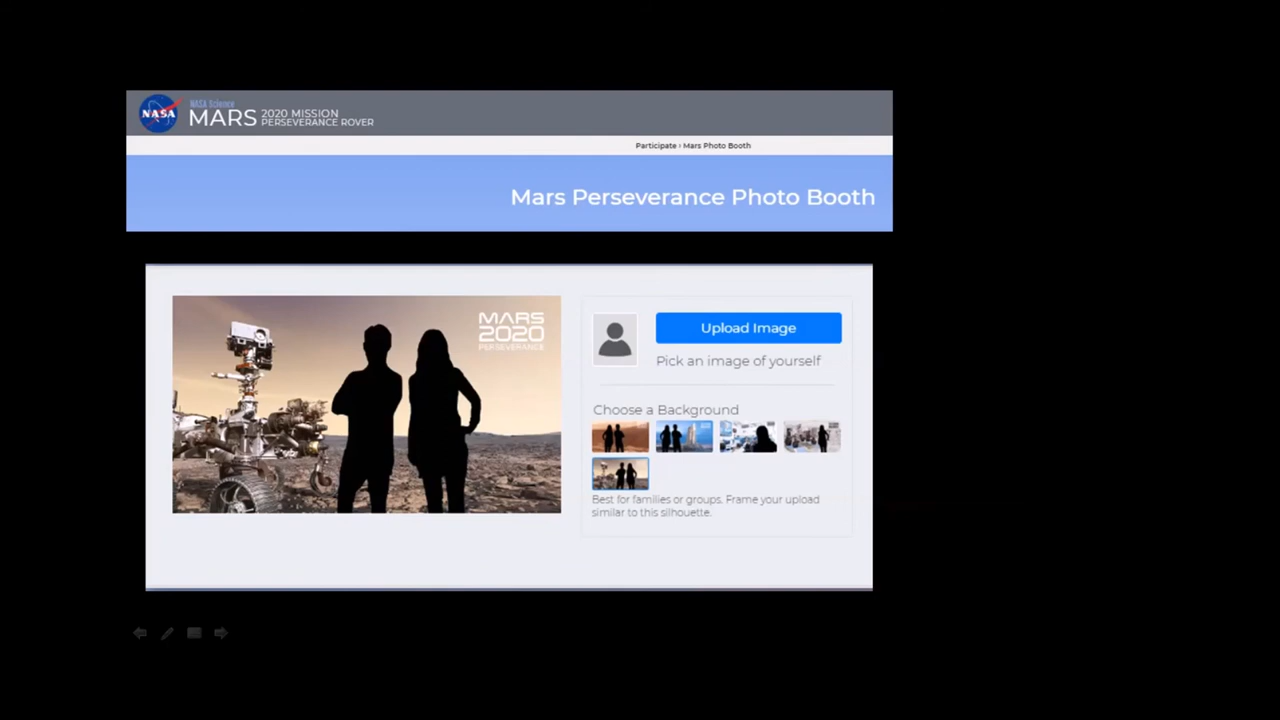 NASA
NASA Science
MARS 2020 MISSION
PERSEVERANCE ROVER
Participate › Mars Photo Booth
Mars Perseverance Photo Booth
MARS
2020
PERSEVERANCE
Upload Image
Pick an image of yourself
Choose a Background
Best for families or groups. Frame your upload
similar to this silhouette.